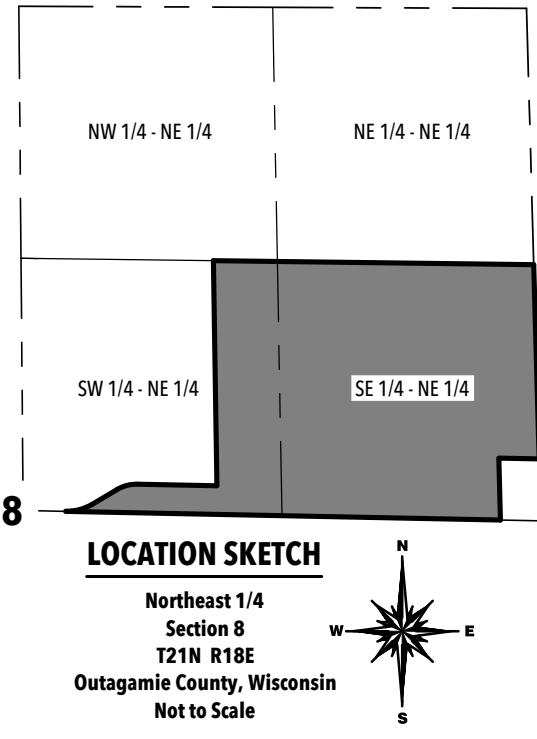 NW 1/4 - NE 1/4
NE 1/4 - NE 1/4
SW 1/4 - NE 1/4
SE 1/4 - NE 1/4
8
LOCATION SKETCH
Northeast 1/4
Section 8
T21N R18E
Outagamie County, Wisconsin
Not to Scale
N
W
E
S